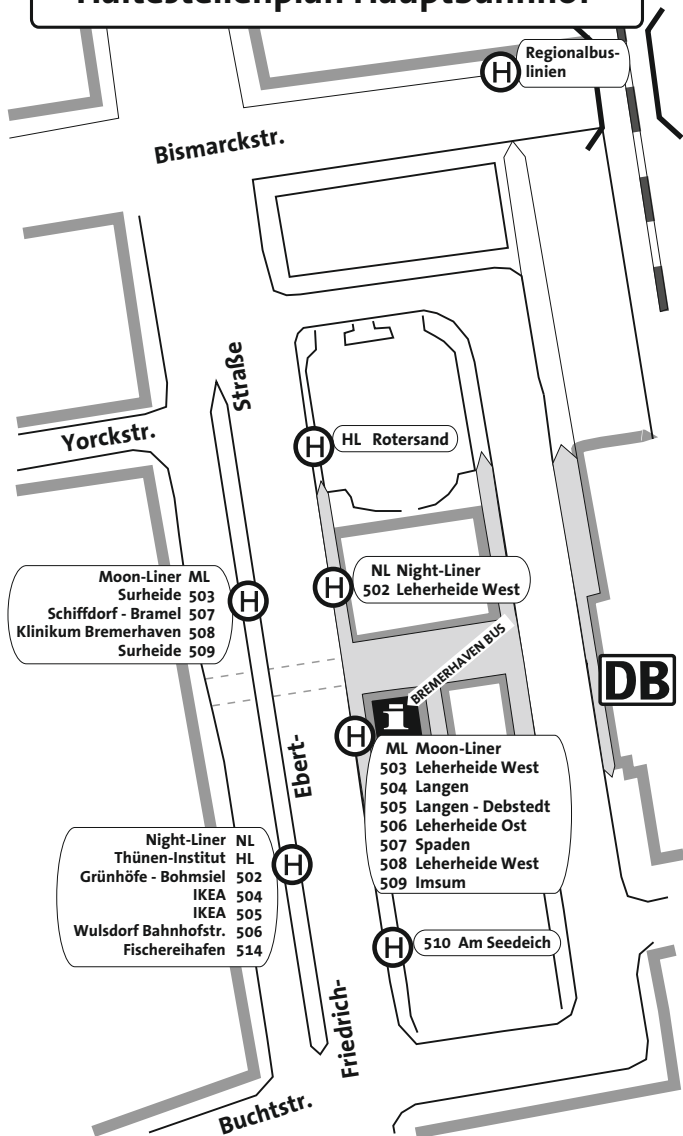 Haltestellenplan Hauptbahnhof
Regionalbus-
linien
Bismarckstr.
Straße
Yorckstr.
HL Rotersand
NL Night-Liner
502 Leherheide West
Moon-Liner ML
Surheide 503
Schiffdorf - Bramel 507
Klinikum Bremerhaven 508
Surheide 509
BREMERHAVEN BUS
DB
i
Ebert-
ML Moon-Liner
503 Leherheide West
504 Langen
505 Langen - Debstedt
506 Leherheide Ost
507 Spaden
508 Leherheide West
509 Imsum
Night-Liner NL
Thünen-Institut HL
Grünhöfe - Bohmsiel 502
IKEA 504
IKEA 505
Wulsdorf Bahnhofstr. 506
Fischereihafen 514
510 Am Seedeich
Friedrich-
Buchtstr.
H
H
H
H
H
H
H